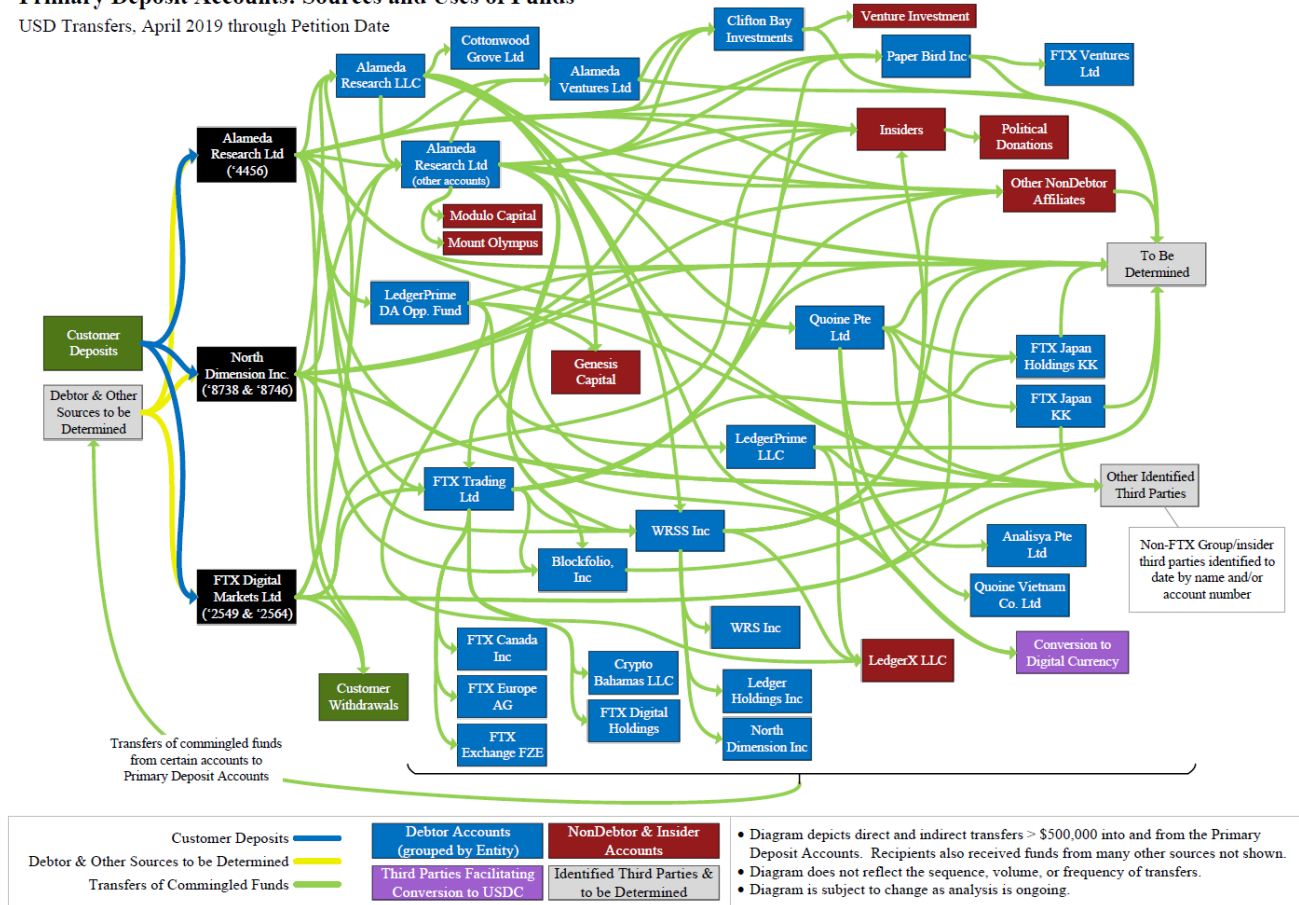 Primary Deposit Accounts: Sources and Uses of Funds
USD Transfers, April 2019 through Petition Date
Clifton Bay
Investments
Venture Investment
Cottonwood
Grove Ltd
Alameda
Research LLC
Alameda
Ventures Ltd
Paper Bird Inc
FTX Ventures
Ltd
Alameda
Research Ltd
(‘4456)
Insiders
Political
Donations
Alameda
Research Ltd
(other accounts)
Other NonDebtor
Affiliates
Modulo Capital
Mount Olympus
To Be
Determined
LedgerPrime
DA Opp. Fund
Quoine Pte
Ltd
Customer
Deposits
North
Dimension Inc.
(‘8738 & ‘8746)
Genesis
Capital
FTX Japan
Holdings KK
Debtor & Other
Sources to be
Determined
FTX Japan
KK
LedgerPrime
LLC
FTX Trading
Ltd
Other Identified
Third Parties
WRSS Inc
Analisya Pte
Ltd
Non-FTX Group/insider
third parties identified to
date by name and/or
account number
Blockfolio,
Inc
FTX Digital
Markets Ltd
(‘2549 & ‘2564)
Quoine Vietnam
Co. Ltd
WRS Inc
FTX Canada
Inc
Crypto
Bahamas LLC
LedgerX LLC
Conversion to
Digital Currency
Customer
Withdrawals
FTX Europe
AG
Ledger
Holdings Inc
FTX Digital
Holdings
FTX
Exchange FZE
North
Dimension Inc
Transfers of commingled funds
from certain accounts to
Primary Deposit Accounts
Customer Deposits
Debtor & Other Sources to be Determined
Transfers of Commingled Funds
Debtor Accounts
(grouped by Entity)
NonDebtor & Insider
Accounts
Third Parties Facilitating
Conversion to USDC
Identified Third Parties &
to be Determined
• Diagram depicts direct and indirect transfers > $500,000 into and from the Primary
Deposit Accounts. Recipients also received funds from many other sources not shown.
• Diagram does not reflect the sequence, volume, or frequency of transfers.
• Diagram is subject to change as analysis is ongoing.